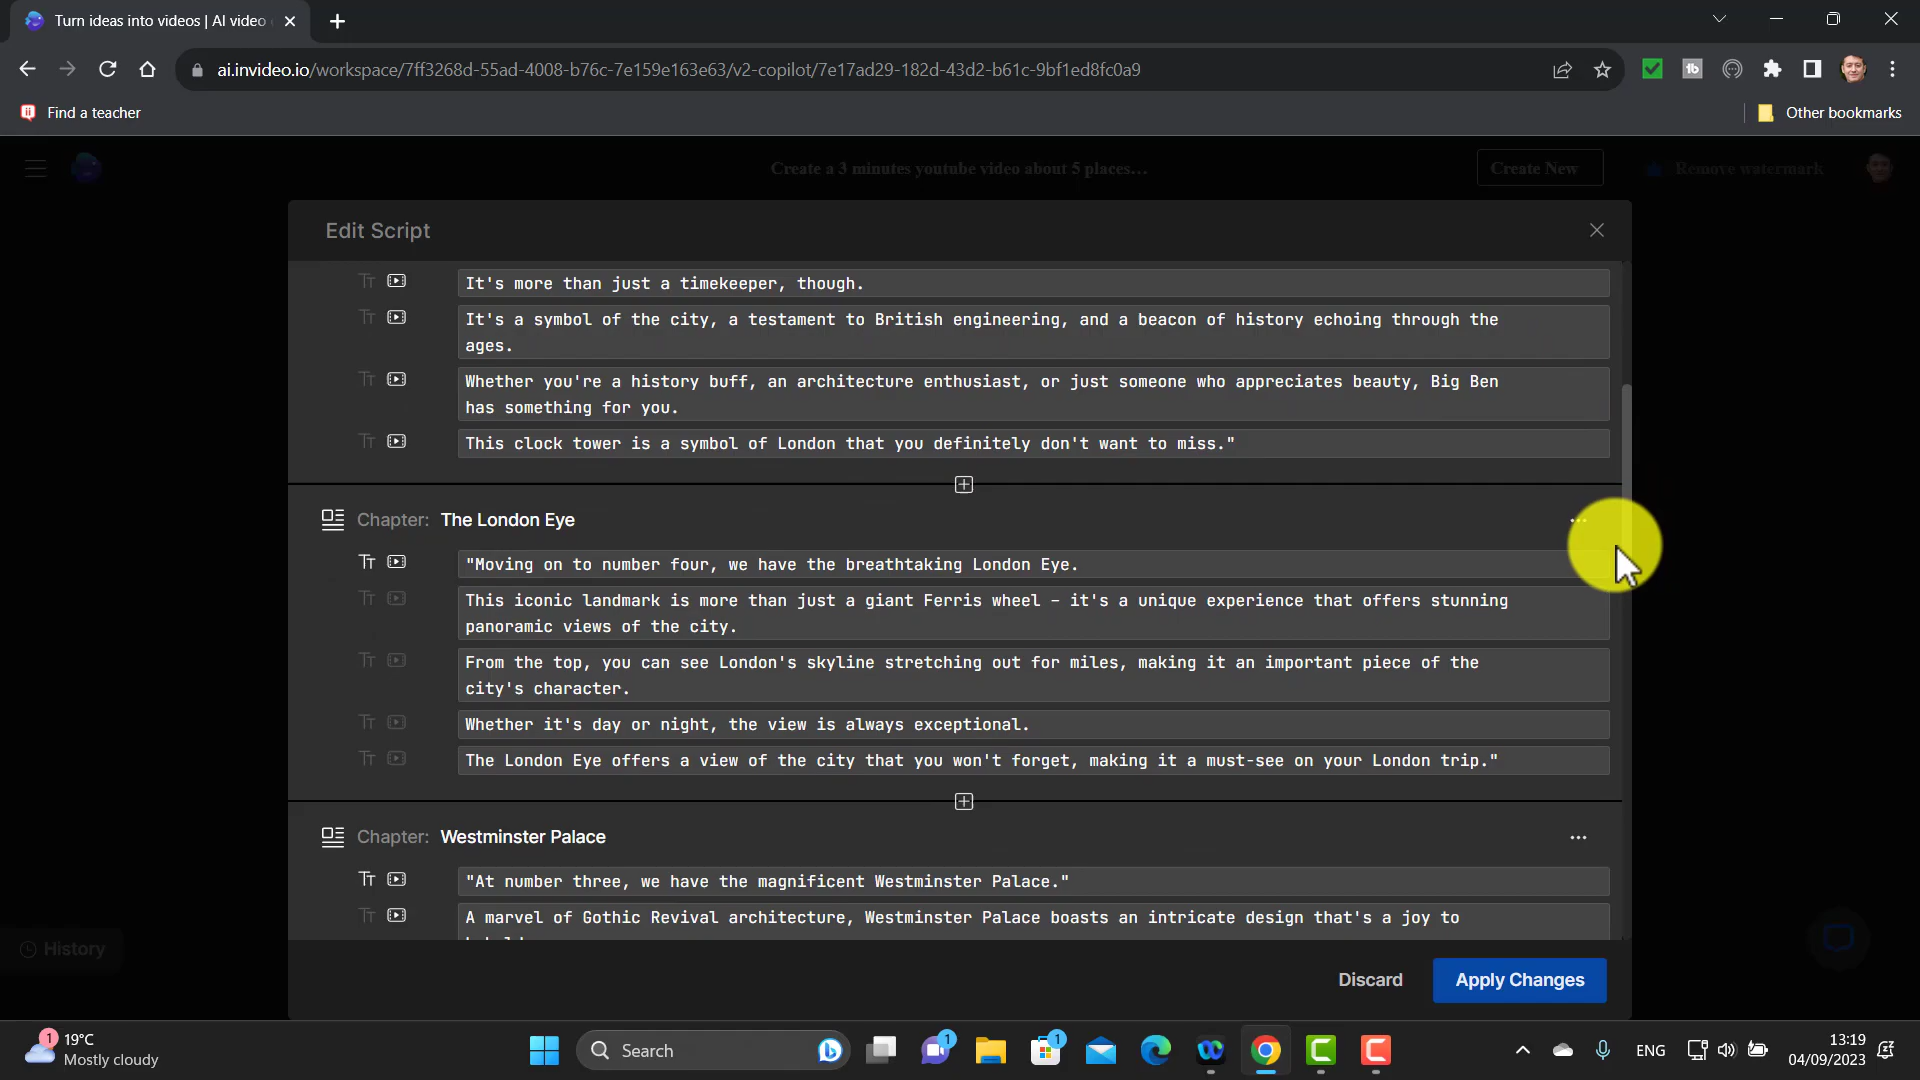 Turn ideas into videos | AI video
ai.invideo.io/workspace/7ff3268d-55ad-4008-b76c-7e159e163e63/v2-copilot/7e17ad29-182d-43d2-b61c-9bf1ed8fc0a9
Find a teacher
Other bookmarks
Create a 3 minutes youtube video about 5 places...
Create New
Remove watermark
Edit Script
It's more than just a timekeeper, though.
It's a symbol of the city, a testament to British engineering, and a beacon of history echoing through the
ages.
Whether you're a history buff, an architecture enthusiast, or just someone who appreciates beauty, Big Ben
has something for you.
This clock tower is a symbol of London that you definitely don't want to miss."
Chapter: The London Eye
"Moving on to number four, we have the breathtaking London Eye.
This iconic landmark is more than just a giant Ferris wheel – it's a unique experience that offers stunning
panoramic views of the city.
From the top, you can see London's skyline stretching out for miles, making it an important piece of the
city's character.
Whether it's day or night, the view is always exceptional.
The London Eye offers a view of the city that you won't forget, making it a must-see on your London trip."
Chapter: Westminster Palace
"At number three, we have the magnificent Westminster Palace."
A marvel of Gothic Revival architecture, Westminster Palace boasts an intricate design that's a joy to
History
Discard
Apply Changes
1
19°C
Mostly cloudy
Search
1
1
ENG
13:19
04/09/2023